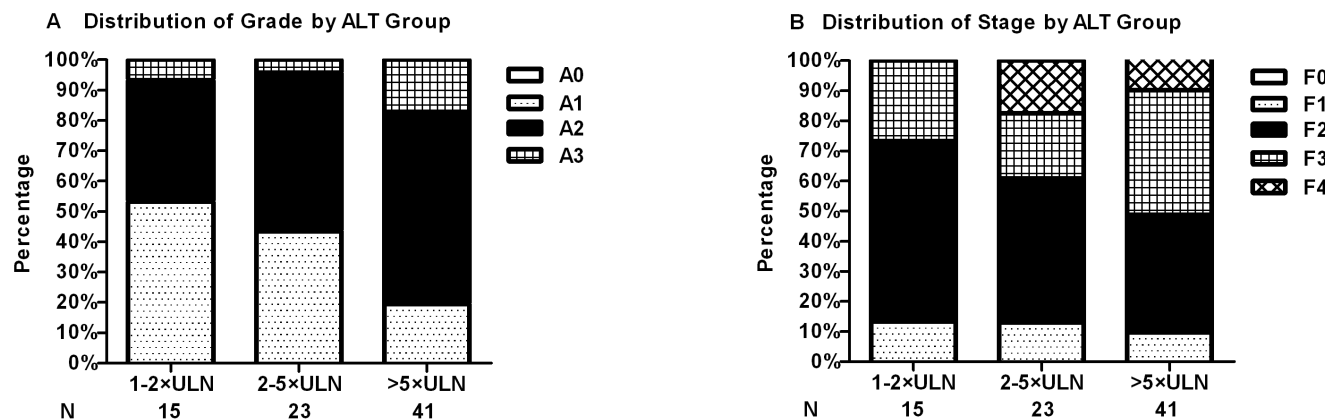 A Distribution of Grade by ALT Group
100%
90%
80%
70%
60%
50%
40%
30%
20%
10%
0%
Percentage
1-2×ULN 2-5×ULN >5×ULN
N 15 23 41
A0
A1
A2
A3
B Distribution of Stage by ALT Group
100%
90%
80%
70%
60%
50%
40%
30%
20%
10%
0%
Percentage
1-2×ULN 2-5×ULN >5×ULN
N 15 23 41
F0
F1
F2
F3
F4